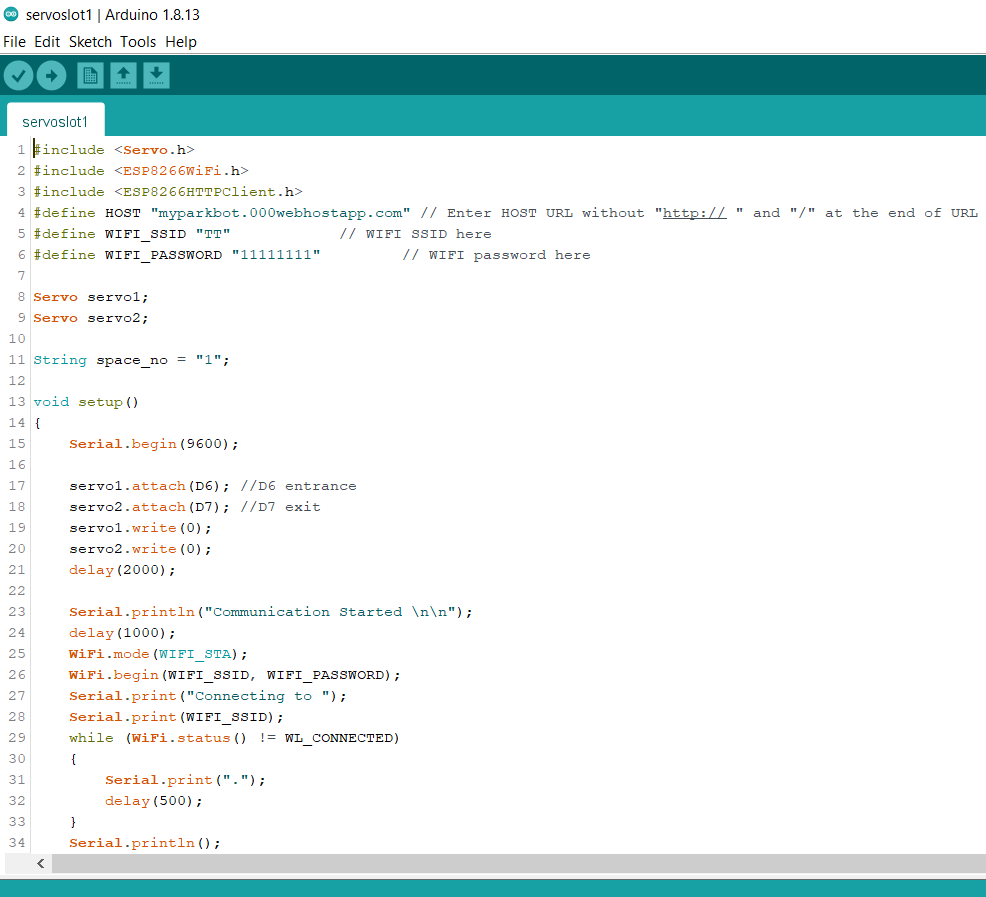 servoslot1 | Arduino 1.8.13
File Edit Sketch Tools Help
servoslot1
1 #include <Servo.h>
2 #include <ESP8266WiFi.h>
3 #include <ESP8266HTTPClient.h>
4 #define HOST "myparkbot.000webhostapp.com" // Enter HOST URL without "http:// " and "/" at the end of URL
5 #define WIFI_SSID "TT"            // WIFI SSID here
6 #define WIFI_PASSWORD "11111111"         // WIFI password here
7
8 Servo servo1;
9 Servo servo2;
10
11 String space_no = "1";
12
13 void setup()
14 {
15     Serial.begin(9600);
16
17     servo1.attach(D6); //D6 entrance
18     servo2.attach(D7); //D7 exit
19     servo1.write(0);
20     servo2.write(0);
21     delay(2000);
22
23     Serial.println("Communication Started \n\n");
24     delay(1000);
25     WiFi.mode(WIFI_STA);
26     WiFi.begin(WIFI_SSID, WIFI_PASSWORD);
27     Serial.print("Connecting to ");
28     Serial.print(WIFI_SSID);
29     while (WiFi.status() != WL_CONNECTED)
30     {
31         Serial.print(".");
32         delay(500);
33     }
34     Serial.println();